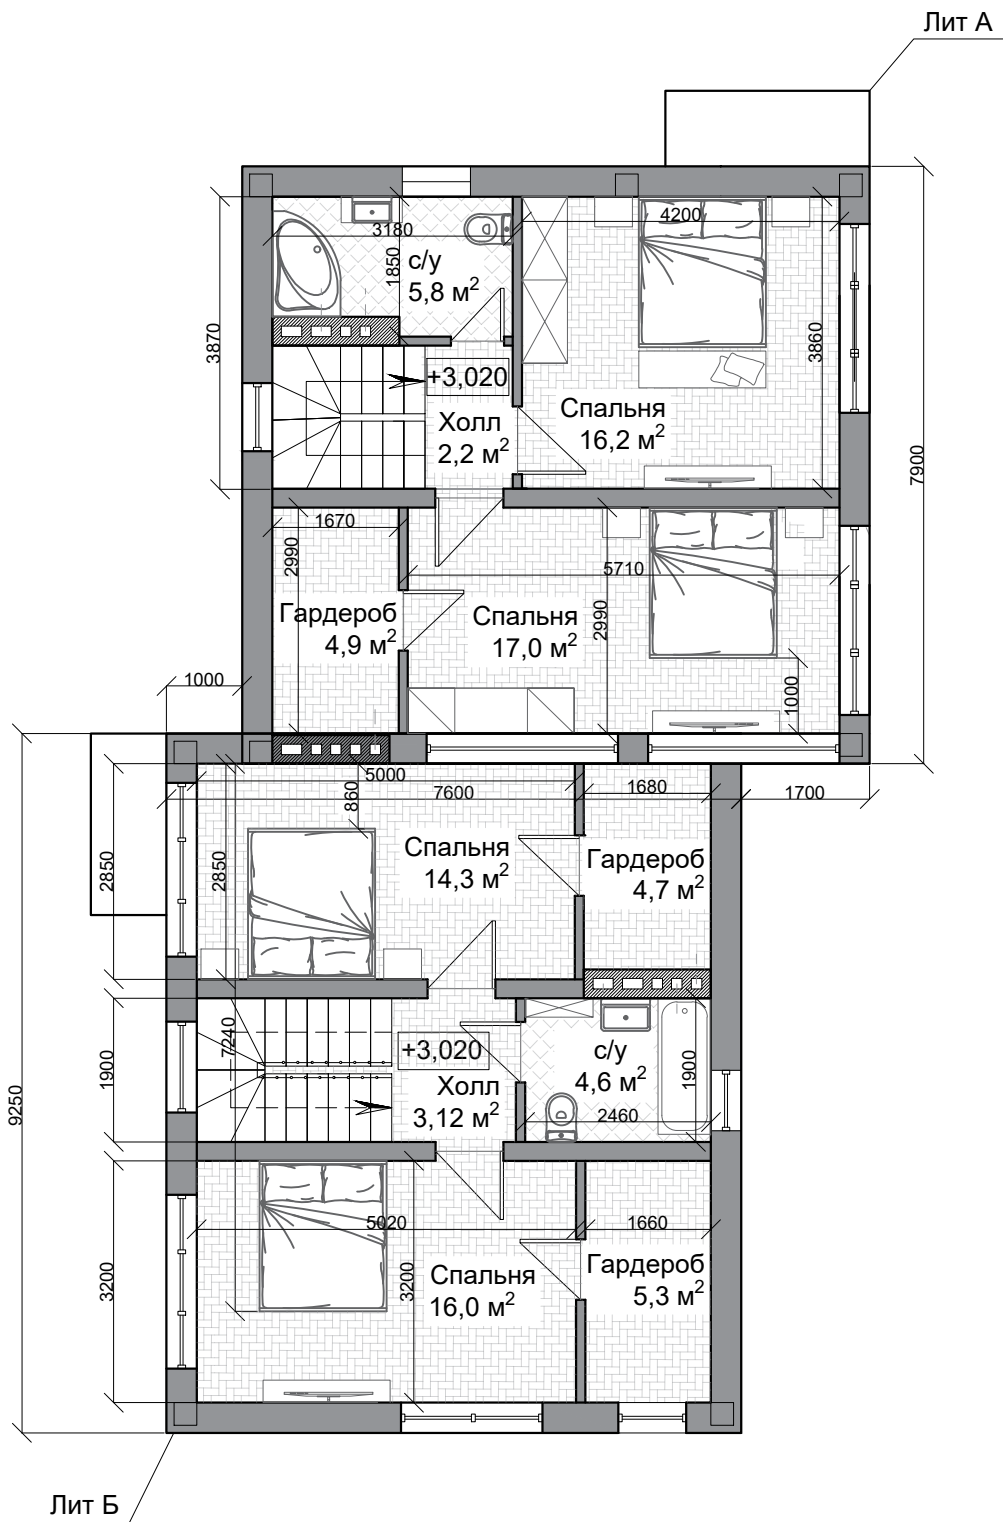 Лит А
4200
3180
1850
с/у
5,8 м²
3870
3860
+3,020
Спальня
16,2 м²
Холл
2,2 м²
7900
1670
2990
5710
Гардероб
4,9 м²
Спальня
17,0 м²
2990
1000
1000
5000
7600
860
1680
1700
2850
2850
Спальня
14,3 м²
Гардероб
4,7 м²
9250
1900
7240
+3,020
Холл
3,12 м²
с/у
4,6 м²
1900
2460
5020
1660
3200
3200
Спальня
16,0 м²
Гардероб
5,3 м²
Лит Б